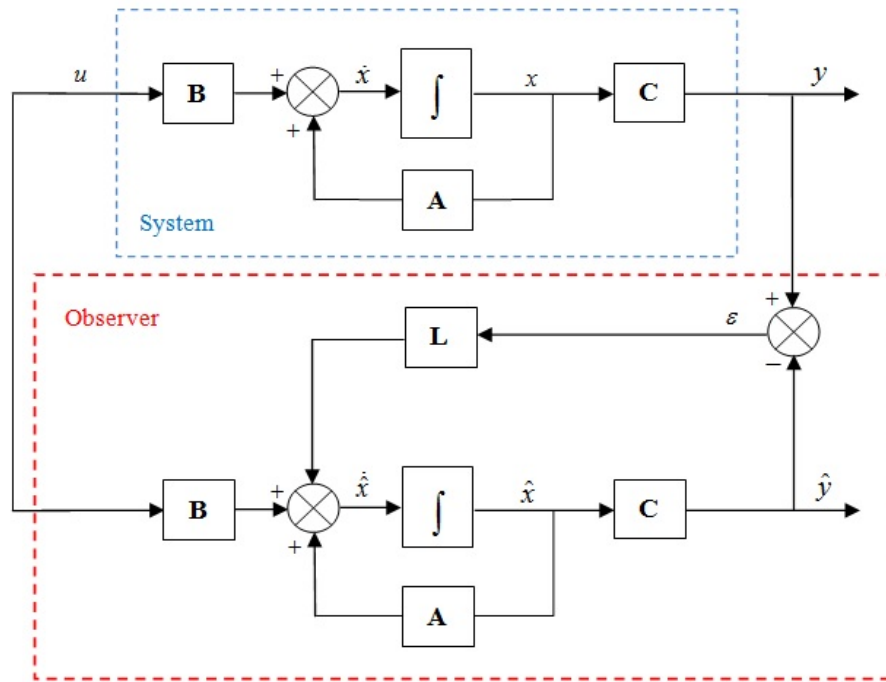 u
B
+
+
ẋ
∫
x
C
y
A
System
Observer
L
ε
+
−
B
+
+
x̂̇
∫
x̂
C
ŷ
A